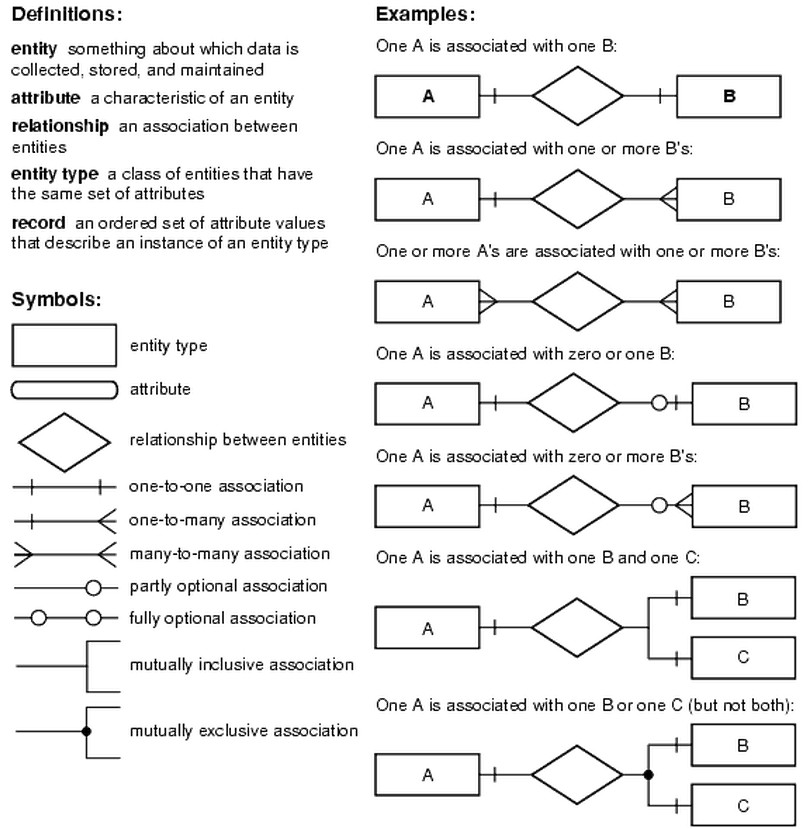 Definitions:
entity something about which data is
collected, stored, and maintained
attribute a characteristic of an entity
relationship an association between
entities
entity type a class of entities that have
the same set of attributes
record an ordered set of attribute values
that describe an instance of an entity type
Symbols:
entity type
attribute
relationship between entities
one-to-one association
one-to-many association
many-to-many association
partly optional association
fully optional association
mutually inclusive association
mutually exclusive association
Examples:
One A is associated with one B:
A B
One A is associated with one or more B's:
A B
One or more A's are associated with one or more B's:
A B
One A is associated with zero or one B:
A B
One A is associated with zero or more B's:
A B
One A is associated with one B and one C:
B
A
C
One A is associated with one B or one C (but not both):
B
A
C